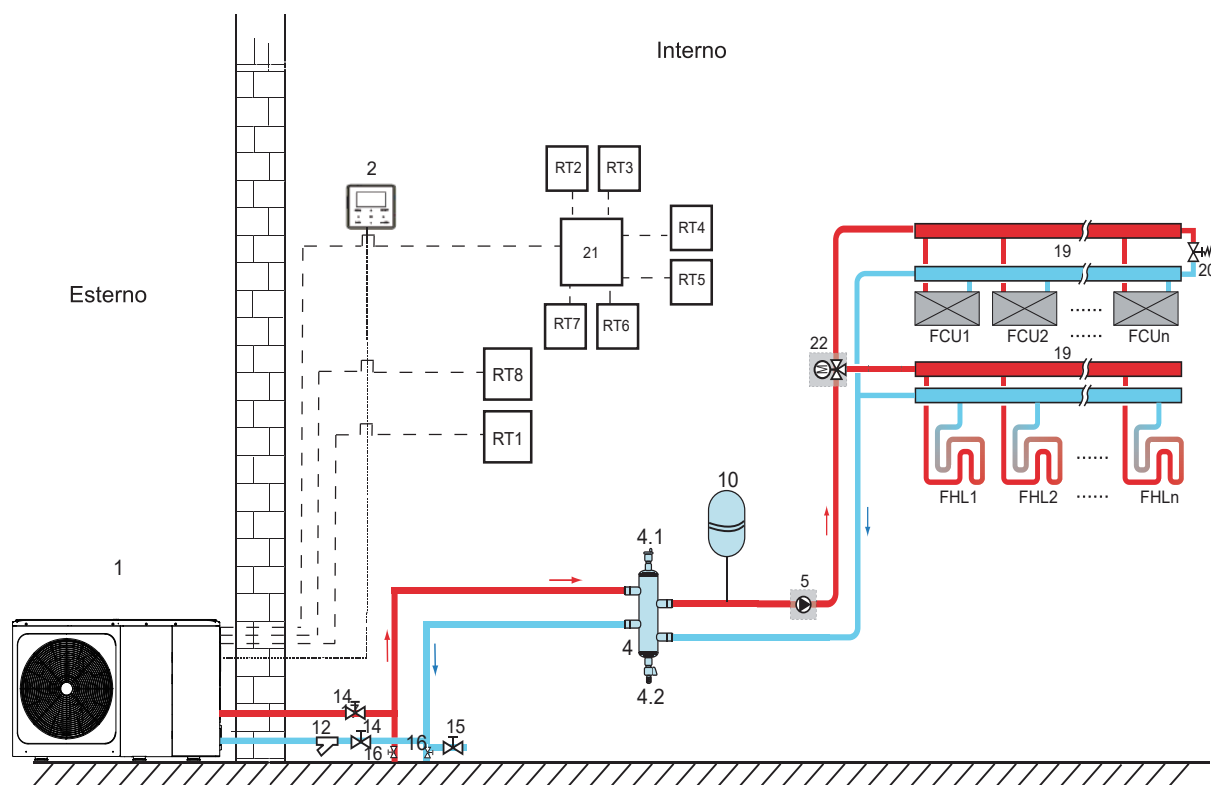 Interno
Esterno
2
RT2
RT3
RT4
21
RT5
RT7
RT6
RT8
RT1
19
20
FCU1
FCU2
......
......
FCUn
22
19
FHL1
FHL2
......
......
FHLn
10
4.1
5
1
4
4.2
14
12
14
16
16
15